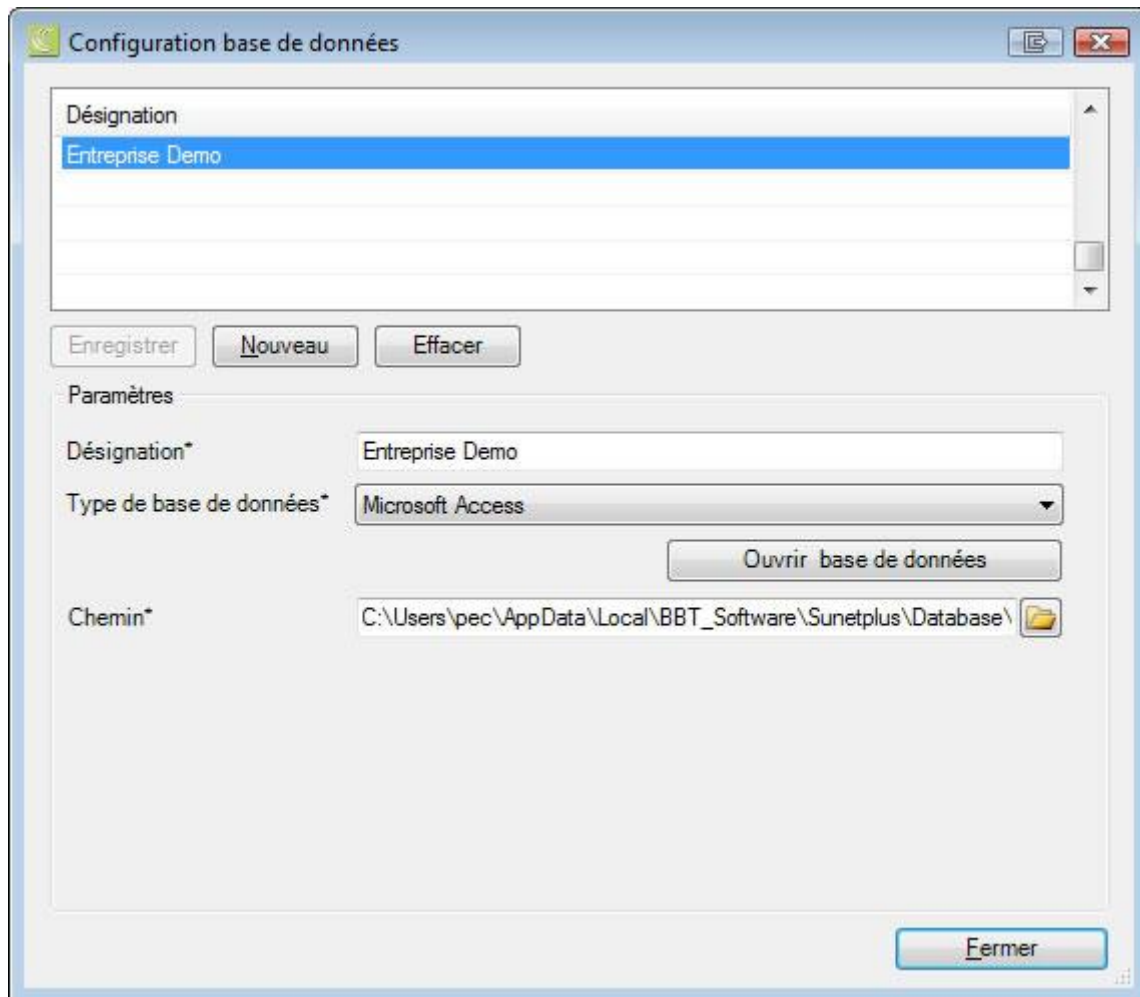 Configuration base de données
Désignation
Entreprise Demo
Enregistrer Nouveau Effacer
Paramètres
Désignation* Entreprise Demo
Type de base de données* Microsoft Access
Ouvrir base de données
Chemin* C:\Users\pec\AppData\Local\BBT_Software\Sunetplus\Database\
Fermer